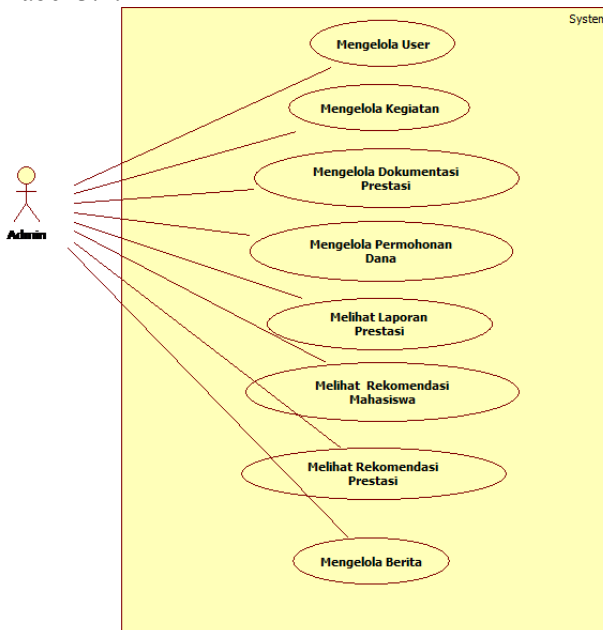 System
Mengelola User
Mengelola Kegiatan
Mengelola Dokumentasi
Prestasi
Admin
Mengelola Permohonan
Dana
Melihat Laporan
Prestasi
Melihat Rekomendasi
Mahasiswa
Melihat Rekomendasi
Prestasi
Mengelola Berita